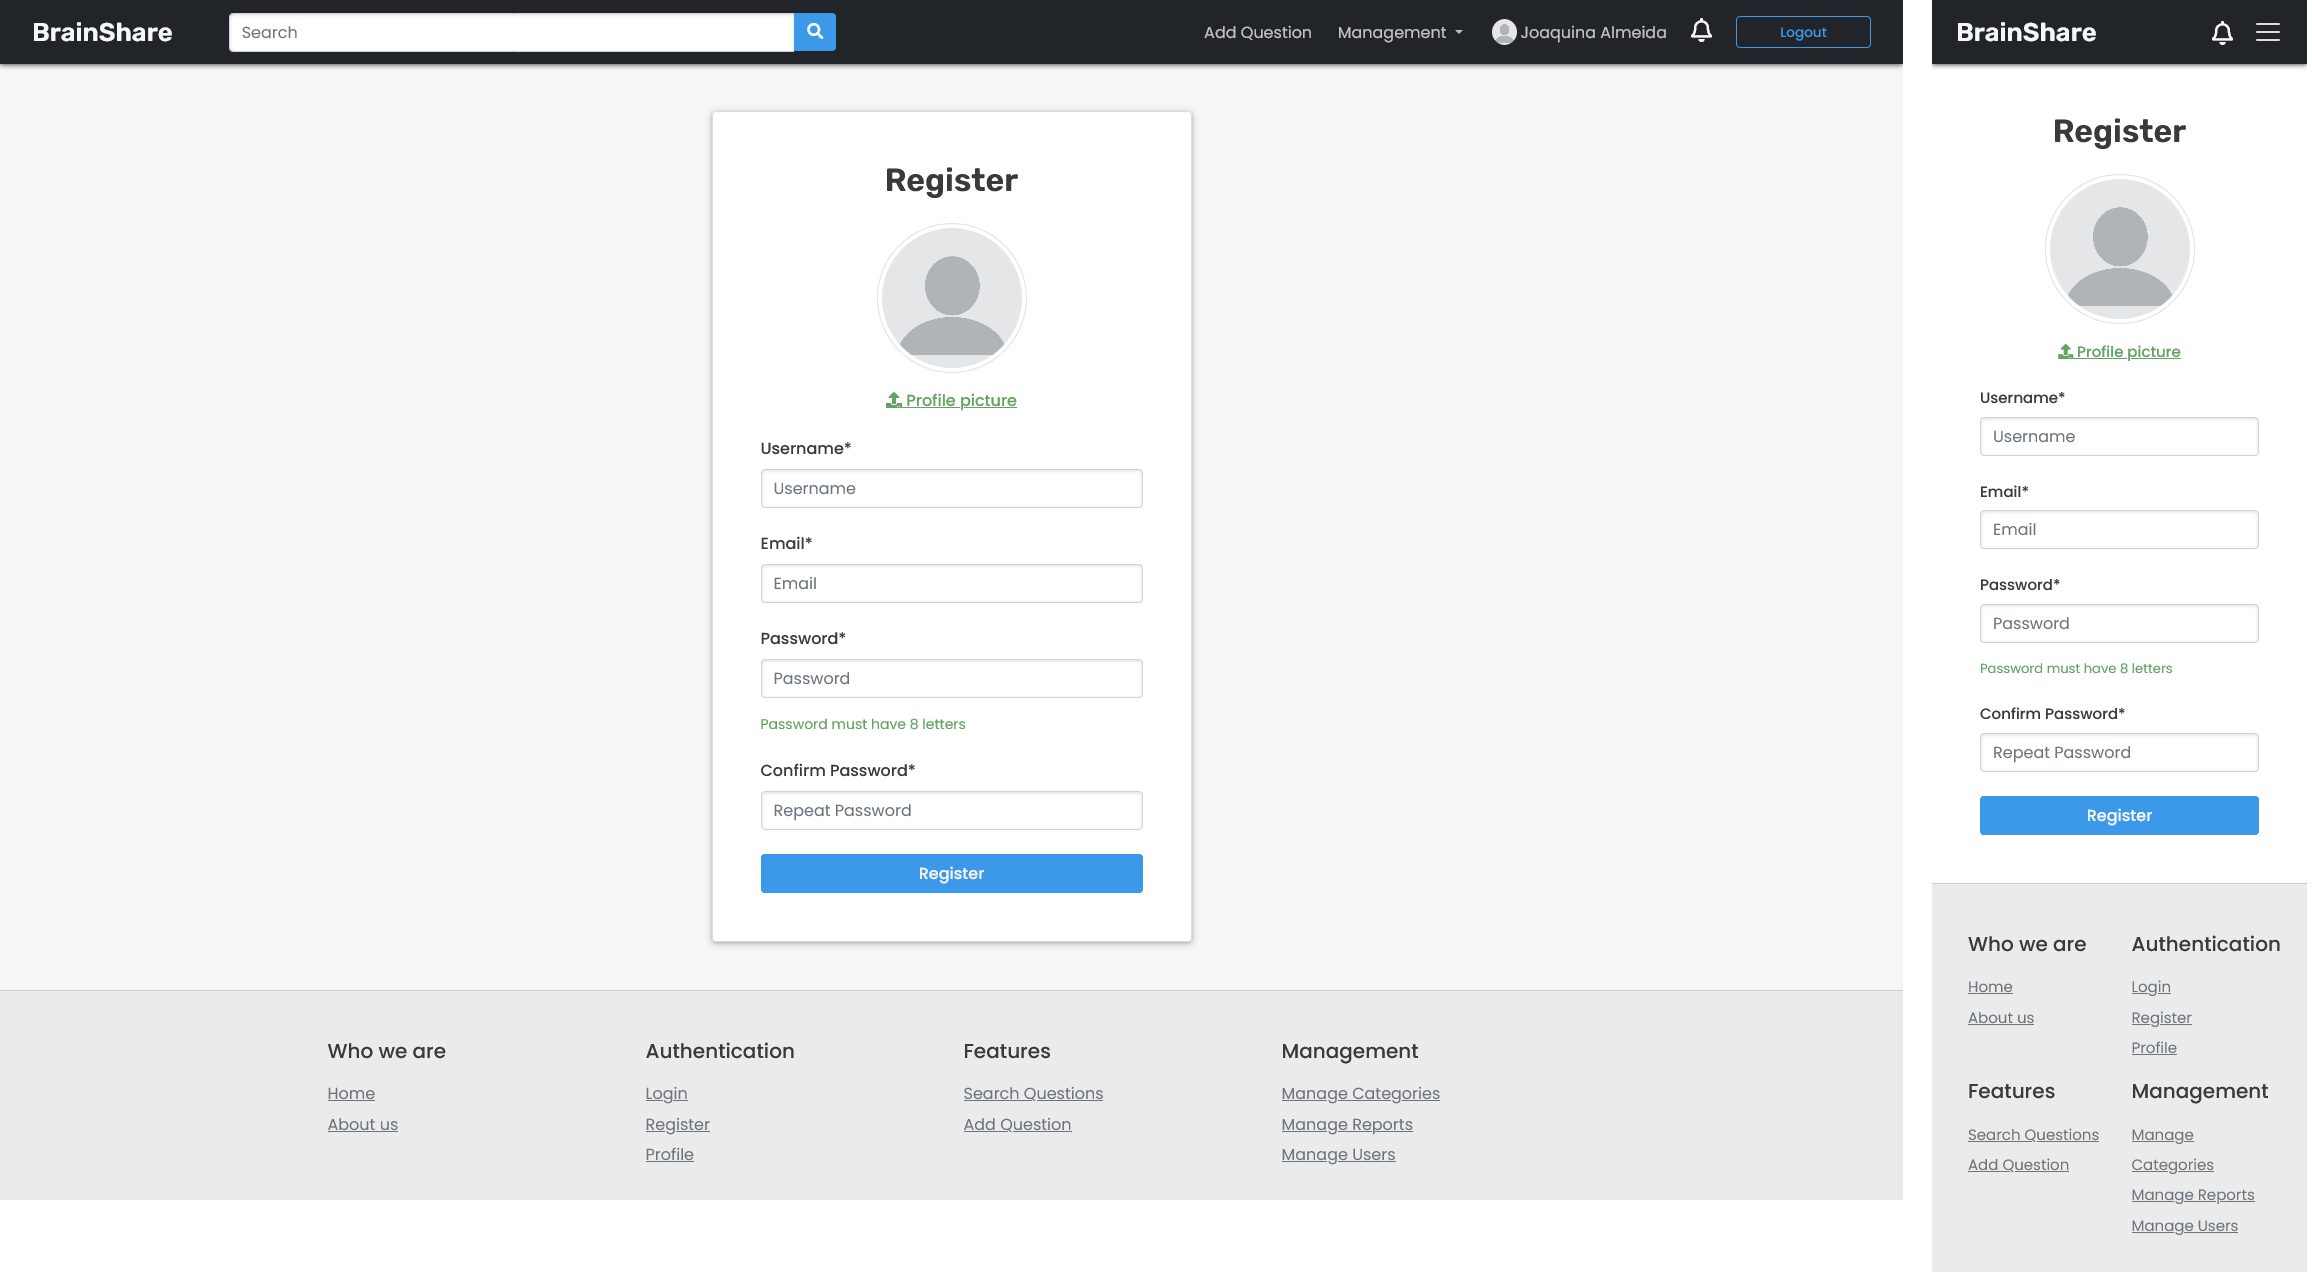 BrainShare
Search
Add Question
Management
Joaquina Almeida
Logout
Register
Profile picture
Username*
Username
Email*
Email
Password*
Password
Password must have 8 letters
Confirm Password*
Repeat Password
Register
Who we are
Home
About us
Authentication
Login
Register
Profile
Features
Search Questions
Add Question
Management
Manage Categories
Manage Reports
Manage Users
BrainShare
Register
Profile picture
Username*
Username
Email*
Email
Password*
Password
Password must have 8 letters
Confirm Password*
Repeat Password
Register
Who we are
Home
About us
Authentication
Login
Register
Profile
Features
Search Questions
Add Question
Management
Manage
Categories
Manage Reports
Manage Users